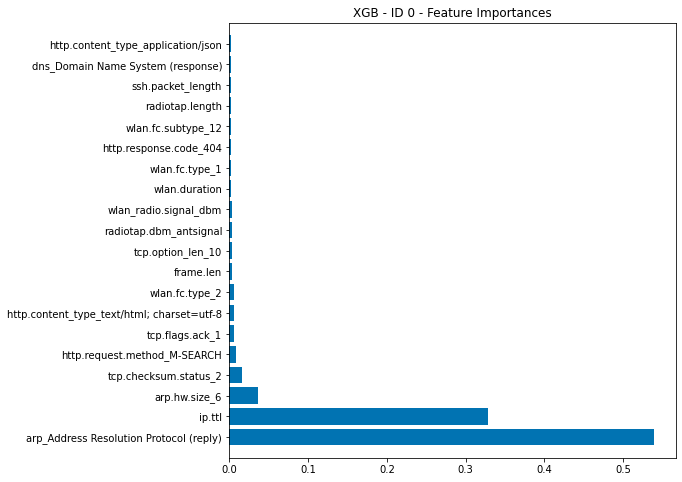 XGB - ID 0 - Feature Importances
http.content_type_application/json
dns_Domain Name System (response)
ssh.packet_length
radiotap.length
wlan.fc.subtype_12
http.response.code_404
wlan.fc.type_1
wlan.duration
wlan_radio.signal_dbm
radiotap.dbm_antsignal
tcp.option_len_10
frame.len
wlan.fc.type_2
http.content_type_text/html; charset=utf-8
tcp.flags.ack_1
http.request.method_M-SEARCH
tcp.checksum.status_2
arp.hw.size_6
ip.ttl
arp_Address Resolution Protocol (reply)
0.0 0.1 0.2 0.3 0.4 0.5